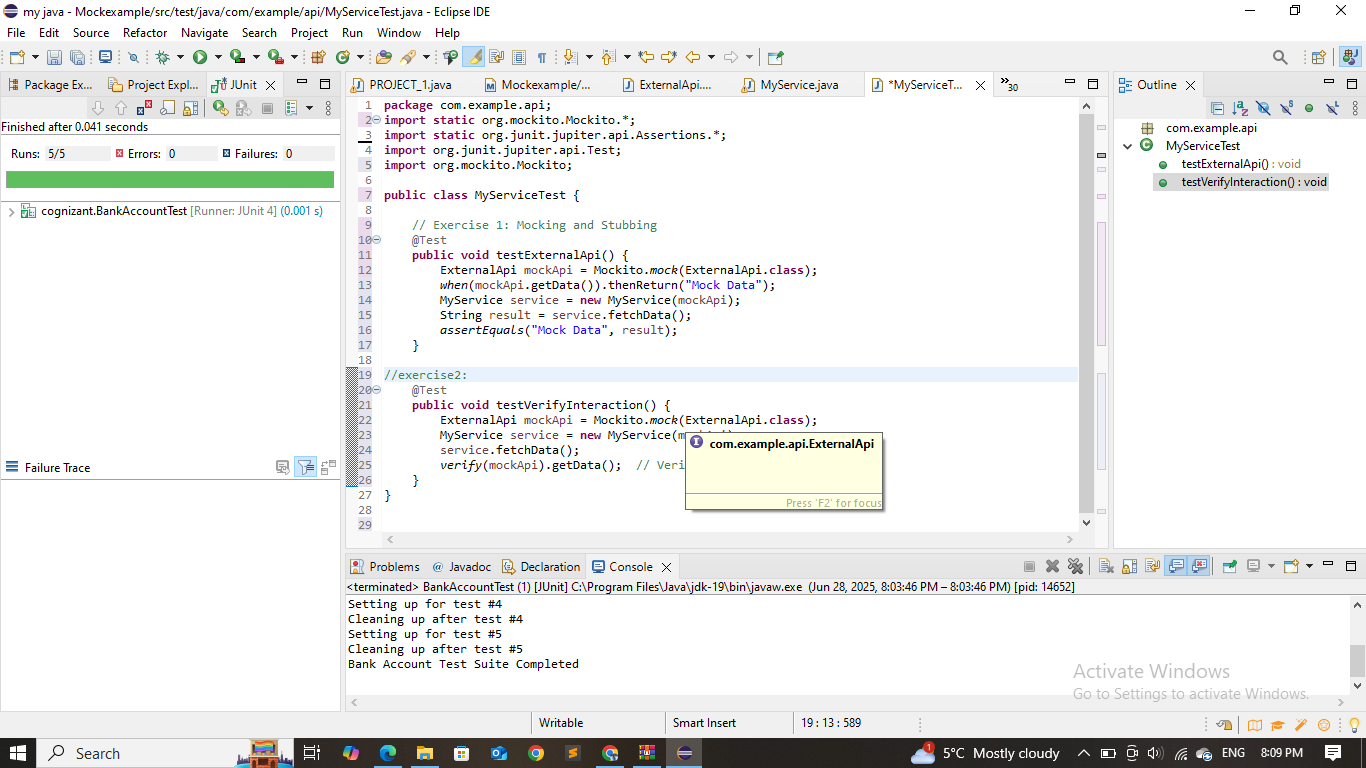 my java - Mockexample/src/test/java/com/example/api/MyServiceTest.java - Eclipse IDE
File Edit Source Refactor Navigate Search Project Run Window Help
Package Ex... Project Expl... JUnit
Finished after 0.041 seconds
Runs: 5/5 Errors: 0 Failures: 0
cognizant.BankAccountTest [Runner: JUnit 4] (0.001 s)
Failure Trace
PROJECT_1.java Mockexample/... ExternalApi.... MyService.java *MyServiceT... »30
1 package com.example.api;
2 import static org.mockito.Mockito.*;
3 import static org.junit.jupiter.api.Assertions.*;
4 import org.junit.jupiter.api.Test;
5 import org.mockito.Mockito;
6
7 public class MyServiceTest {
8
9 // Exercise 1: Mocking and Stubbing
10 @Test
11 public void testExternalApi() {
12 ExternalApi mockApi = Mockito.mock(ExternalApi.class);
13 when(mockApi.getData()).thenReturn("Mock Data");
14 MyService service = new MyService(mockApi);
15 String result = service.fetchData();
16 assertEquals("Mock Data", result);
17 }
18
19 //exercise2:
20 @Test
21 public void testVerifyInteraction() {
22 ExternalApi mockApi = Mockito.mock(ExternalApi.class);
23 MyService service = new MyService(
24 service.fetchData();
25 verify(mockApi).getData(); // Veri
26 }
27 }
28
29
com.example.api.ExternalApi
Press 'F2' for focus
Outline
com.example.api
MyServiceTest
testExternalApi() : void
testVerifyInteraction() : void
Problems @ Javadoc Declaration Console
<terminated> BankAccountTest (1) [JUnit] C:\Program Files\Java\jdk-19\bin\javaw.exe (Jun 28, 2025, 8:03:46 PM – 8:03:46 PM) [pid: 14652]
Setting up for test #4
Cleaning up after test #4
Setting up for test #5
Cleaning up after test #5
Bank Account Test Suite Completed
Activate Windows
Go to Settings to activate Windows.
Writable Smart Insert 19 : 13 : 589
Search 1 5°C Mostly cloudy ENG 8:09 PM